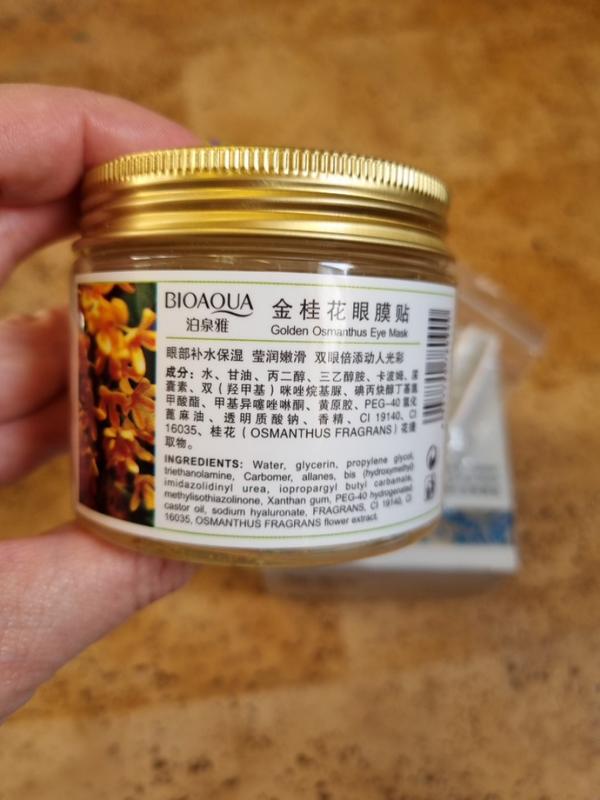 BIOAQUA
泊泉雅
金桂花眼膜贴
Golden Osmanthus Eye Mask
眼部补水保湿 莹润嫩滑 双眼倍添动人光彩
成分：水、甘油、丙二醇、三乙醇胺、卡波姆、尿
囊素、双（羟甲基）咪唑烷基脲、碘丙炔醇丁基氨
甲酸酯、甲基异噻唑啉酮、黄原胶、PEG-40 氢化
蓖麻油、透明质酸钠、香精、CI 19140、CI
16035、桂花（OSMANTHUS FRAGRANS）花提
取物。
INGREDIENTS: Water, glycerin, propylene glycol,
triethanolamine, Carbomer, allanes, bis (hydroxymethyl)
imidazolidinyl urea, iopropargyl butyl carbamate,
methylisothiazolinone, Xanthan gum, PEG-40 hydrogenated
castor oil, sodium hyaluronate, FRAGRANS, CI 19140, CI
16035, OSMANTHUS FRAGRANS flower extract.